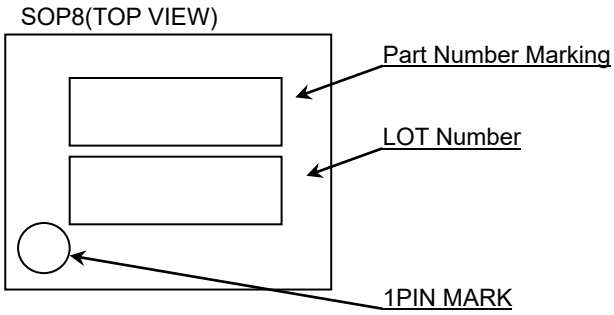 SOP8(TOP VIEW)
Part Number Marking
LOT Number
1PIN MARK